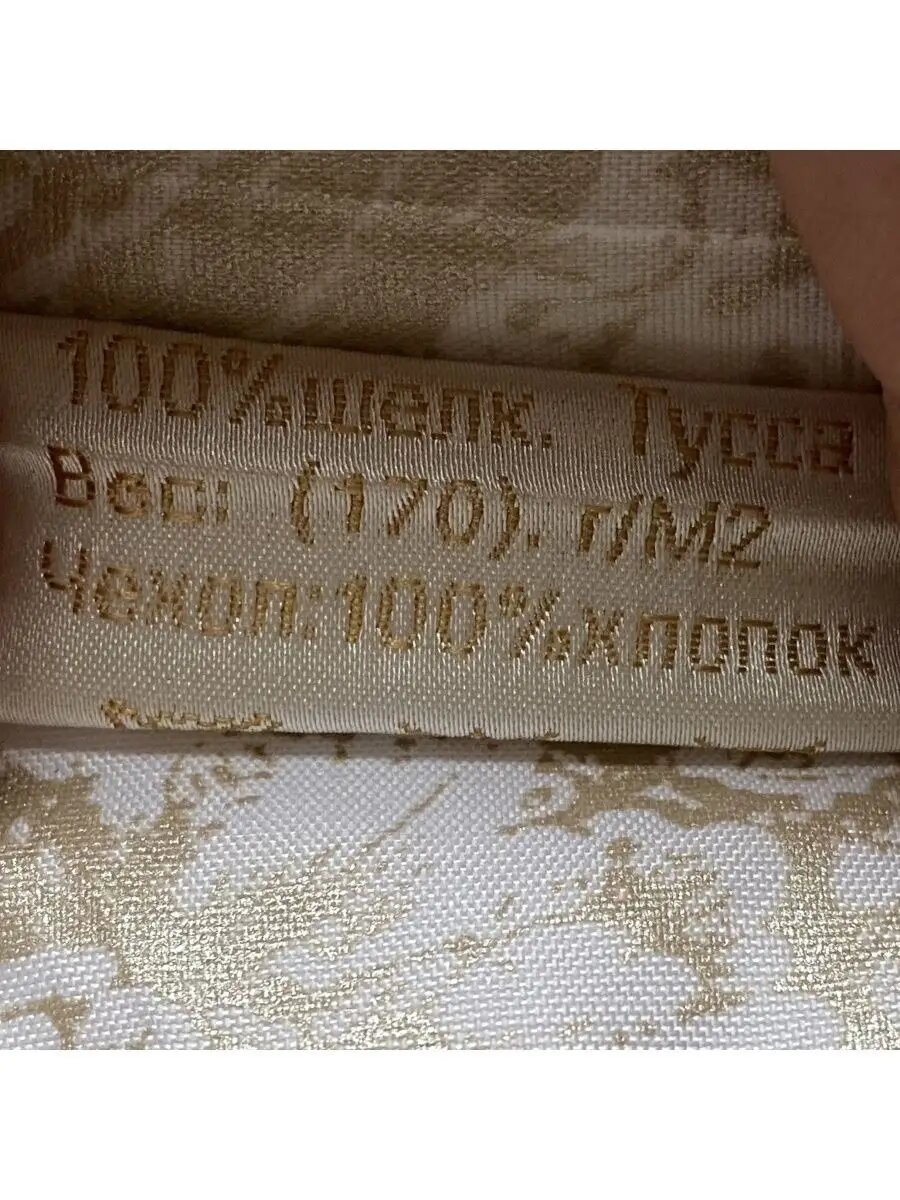 100%шелк. Тусса
Вес: (170). г/М2
Чехол:100%хлопок